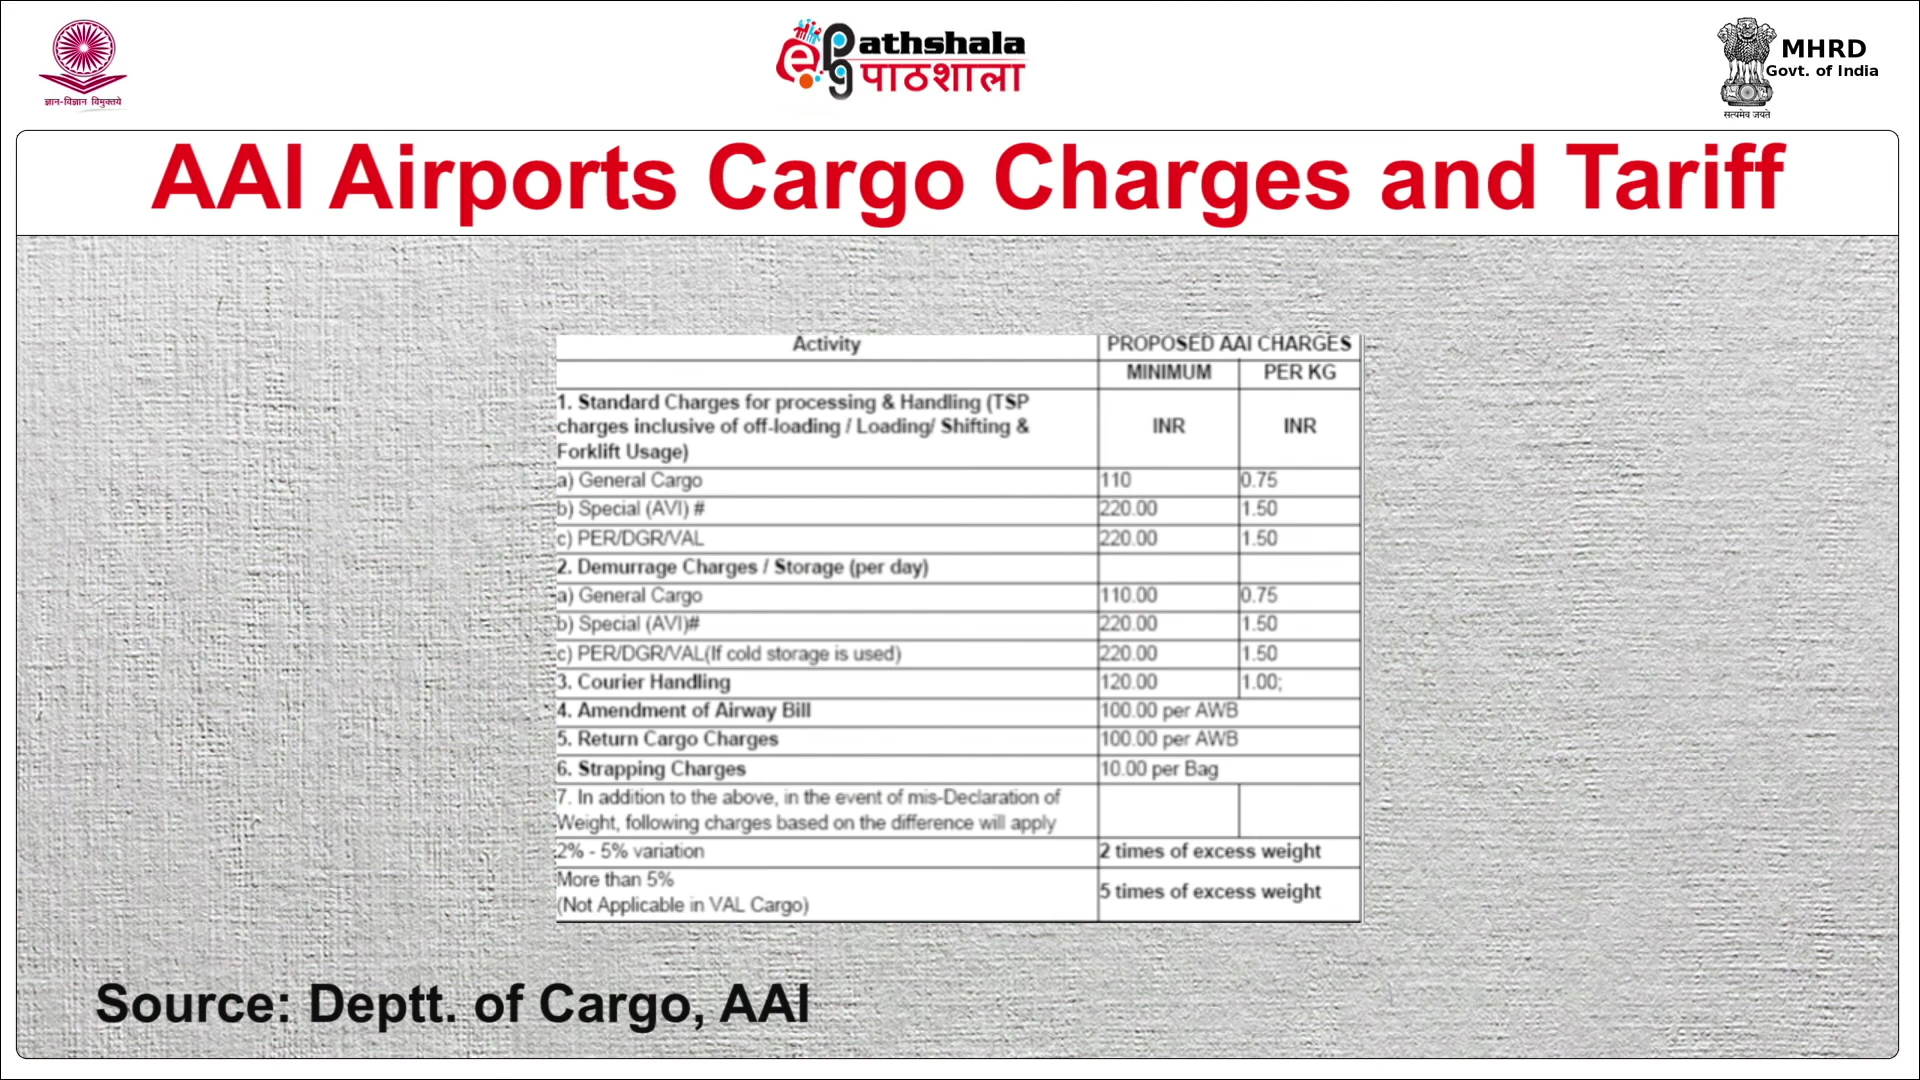 ज्ञान-विज्ञान विमुक्तये
ePG Pathshala
पाठशाला
MHRD
Govt. of India
सत्यमेव जयते
AAI Airports Cargo Charges and Tariff
Activity PROPOSED AAI CHARGES
MINIMUM PER KG
1. Standard Charges for processing & Handling (TSP
charges inclusive of off-loading / Loading/ Shifting &
Forklift Usage)
INR INR
a) General Cargo 110 0.75
b) Special (AVI) # 220.00 1.50
c) PER/DGR/VAL 220.00 1.50
2. Demurrage Charges / Storage (per day)
a) General Cargo 110.00 0.75
b) Special (AVI)# 220.00 1.50
c) PER/DGR/VAL(If cold storage is used) 220.00 1.50
3. Courier Handling 120.00 1.00;
4. Amendment of Airway Bill 100.00 per AWB
5. Return Cargo Charges 100.00 per AWB
6. Strapping Charges 10.00 per Bag
7. In addition to the above, in the event of mis-Declaration of
Weight, following charges based on the difference will apply
2% - 5% variation 2 times of excess weight
More than 5%
(Not Applicable in VAL Cargo) 5 times of excess weight
Source: Deptt. of Cargo, AAI